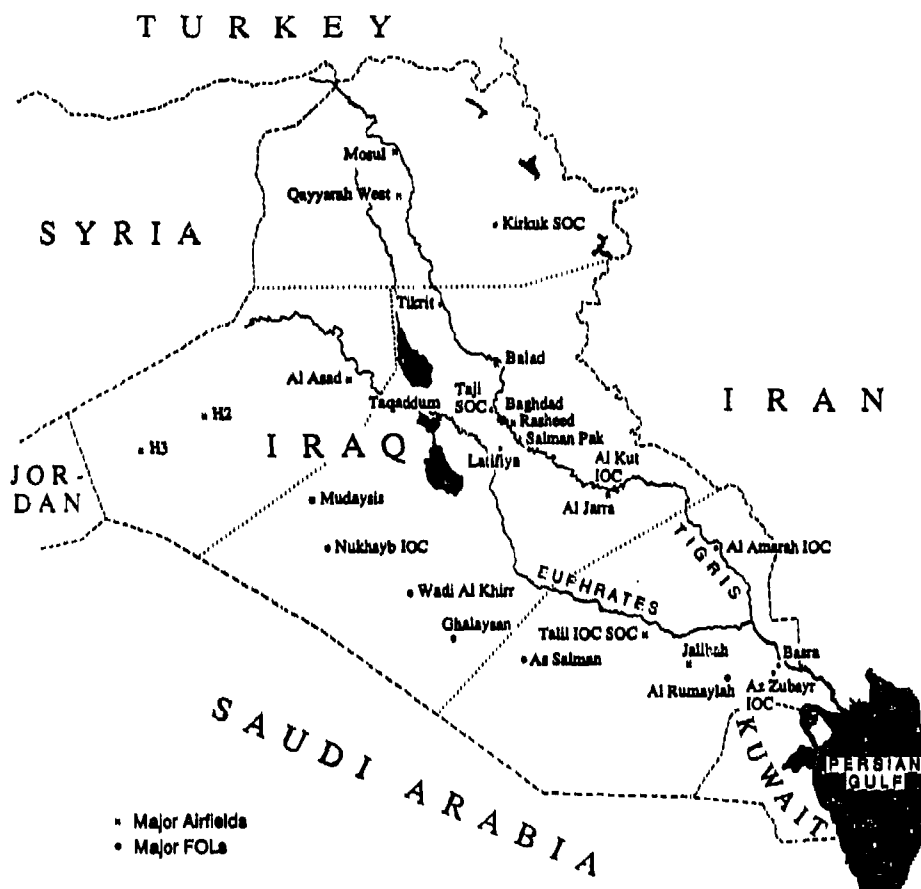 TURKEY
Mosul
Qayyarah West
SYRIA
Kirkuk SOC
Tikrit
Balad
Al Asad
Taji
SOC
IRAN
Taqaddum
Baghdad
H2
Rasheed
Salman Pak
H3
IRAQ
Latifiya
Al Kut
IOC
JOR-
DAN
Mudaysis
Al Jarra
TIGRIS
Nukhayb IOC
Al Amarah IOC
EUPHRATES
Wadi Al Khirr
Ghalaysan
Talil IOC SOC
Jalibah
Basra
As Salman
Al Rumaylah
Az Zubayr
IOC
SAUDI ARABIA
KUWAIT
PERSIAN
GULF
× Major Airfields
• Major FOLs